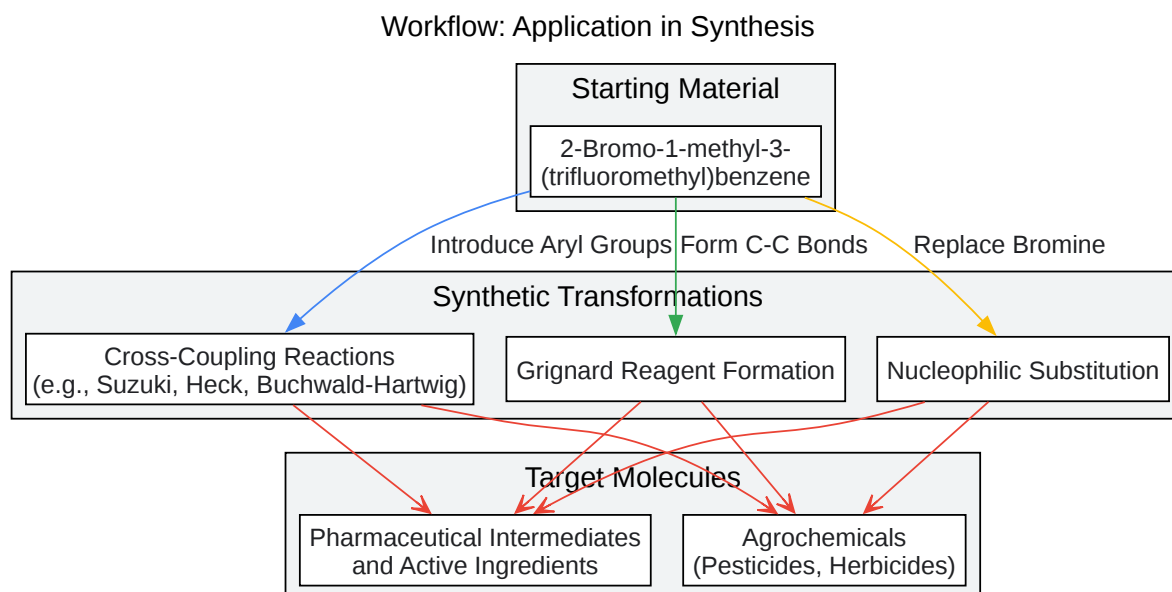 Workflow: Application in Synthesis
Starting Material
2-Bromo-1-methyl-3-
(trifluoromethyl)benzene
Introduce Aryl Groups
Form C-C Bonds
Replace Bromine
Synthetic Transformations
Cross-Coupling Reactions
(e.g., Suzuki, Heck, Buchwald-Hartwig)
Grignard Reagent Formation
Nucleophilic Substitution
Target Molecules
Pharmaceutical Intermediates
and Active Ingredients
Agrochemicals
(Pesticides, Herbicides)